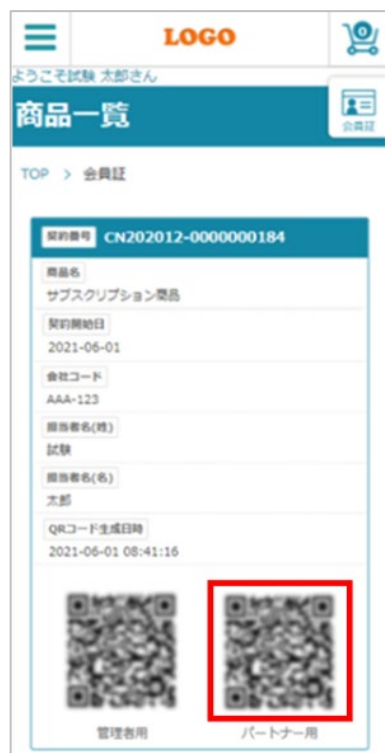 LOGO
0
ようこそ試験 太郎さん
商品一覧
会員証
TOP > 会員証
契約番号 CN202012-0000000184
商品名
サブスクリプション商品
契約開始日
2021-06-01
会社コード
AAA-123
担当者名(姓)
試験
担当者名(名)
太郎
QRコード生成日時
2021-06-01 08:41:16
管理者用 パートナー用